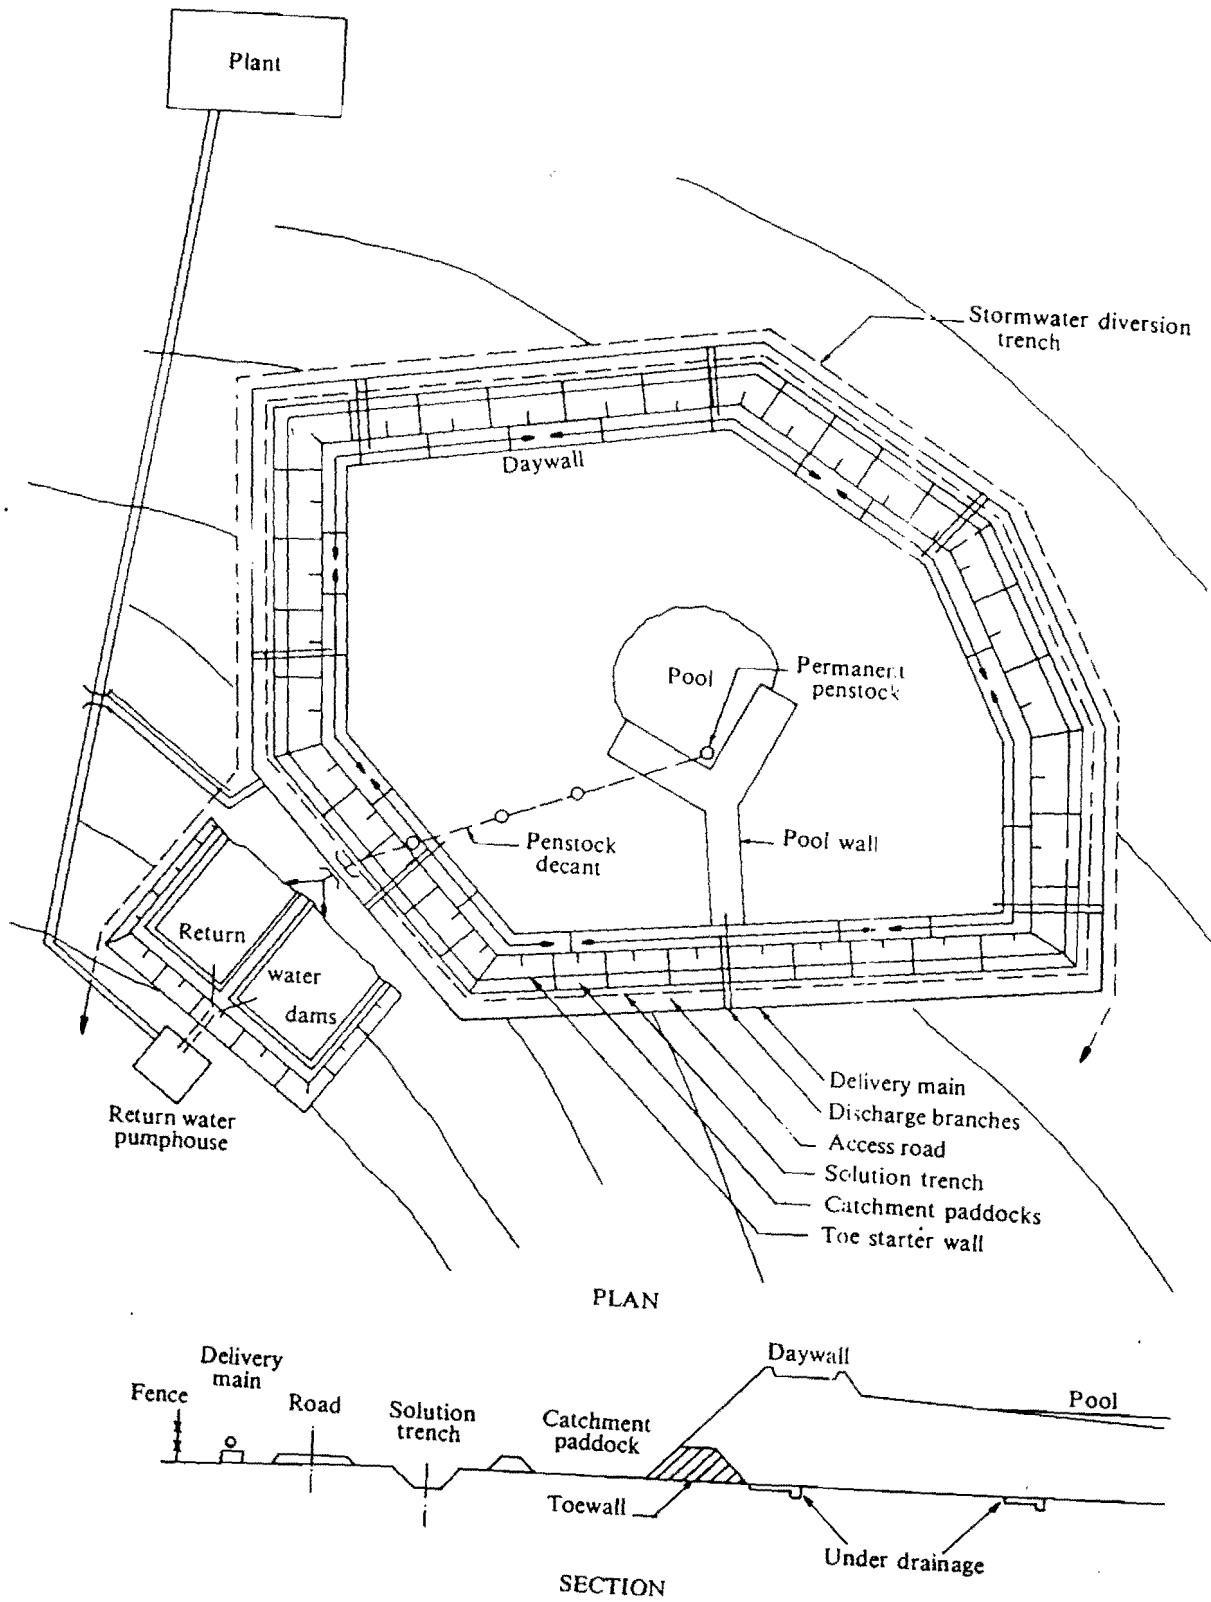 Plant
Stormwater diversion
trench
Daywall
Pool
Permanent
penstock
Penstock
decant
Pool wall
Return
water
dams
Return water
pumphouse
Delivery main
Discharge branches
Access road
Solution trench
Catchment paddocks
Toe starter wall
PLAN
Daywall
Delivery
main
Fence
Road
Solution
trench
Catchment
paddock
Pool
Toewall
Under drainage
SECTION